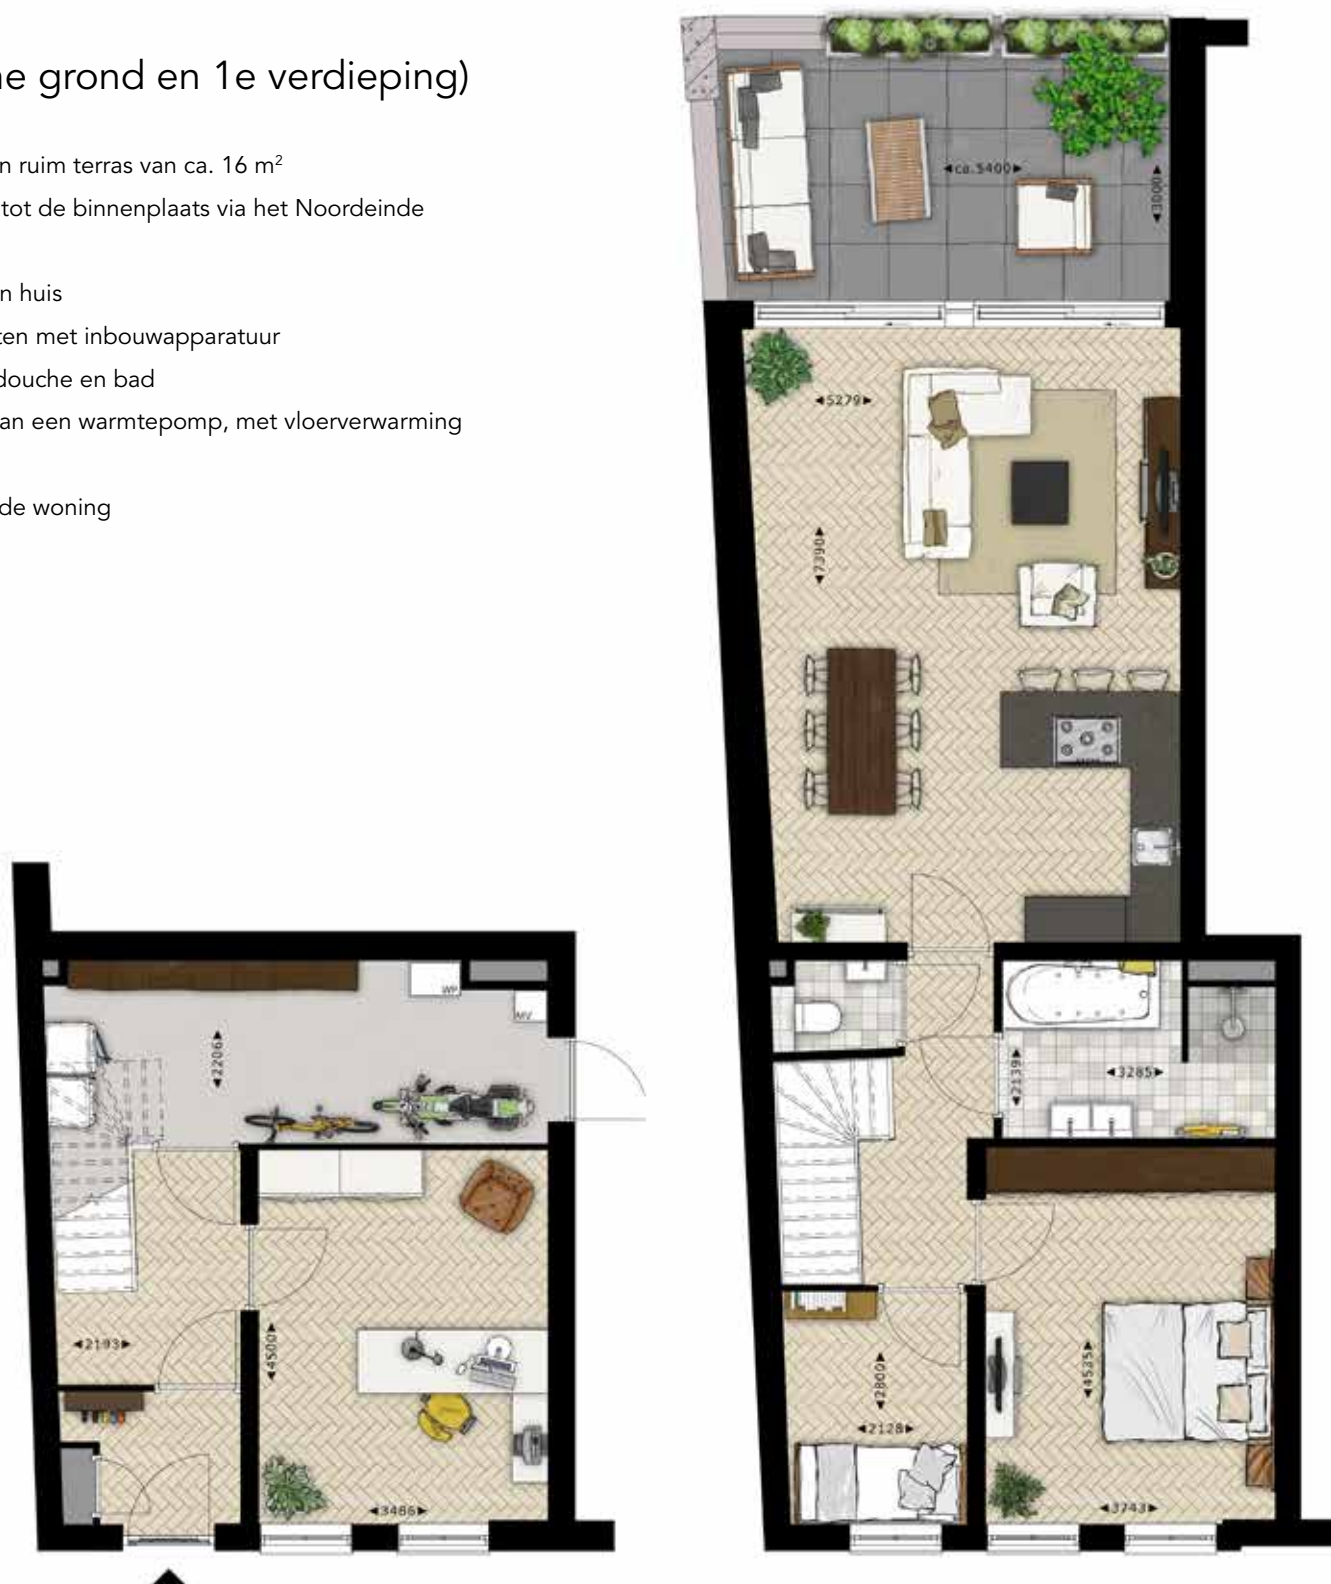 ne grond en 1e verdieping)
n ruim terras van ca. 16 m²
tot de binnenplaats via het Noordeinde
n huis
ten met inbouwapparatuur
douche en bad
an een warmtepomp, met vloerverwarming
de woning
ca.5400
3000
5279
7390
WP
MV
2206
2139
3285
2193
4500
3466
2800
2128
4535
3743